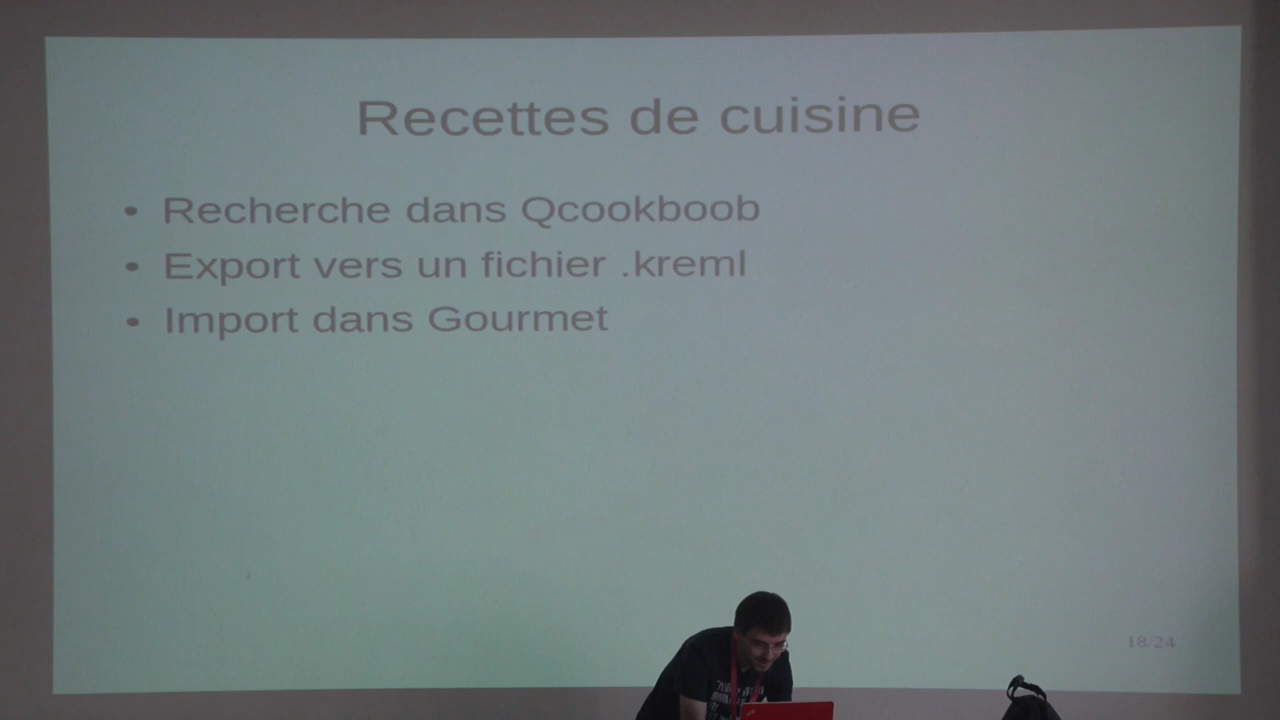 Recettes de cuisine
• Recherche dans Qcookboob
• Export vers un fichier .kreml
• Import dans Gourmet
18/24